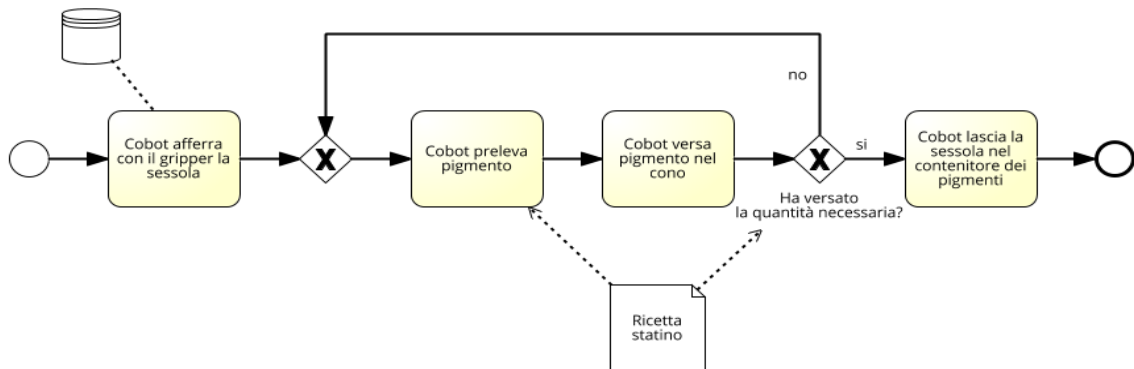 no
Cobot afferra
con il gripper la
sessola
Cobot preleva
pigmento
Cobot versa
pigmento nel
cono
si
Cobot lascia la
sessola nel
contenitore dei
pigmenti
Ha versato
la quantità necessaria?
Ricetta
statino